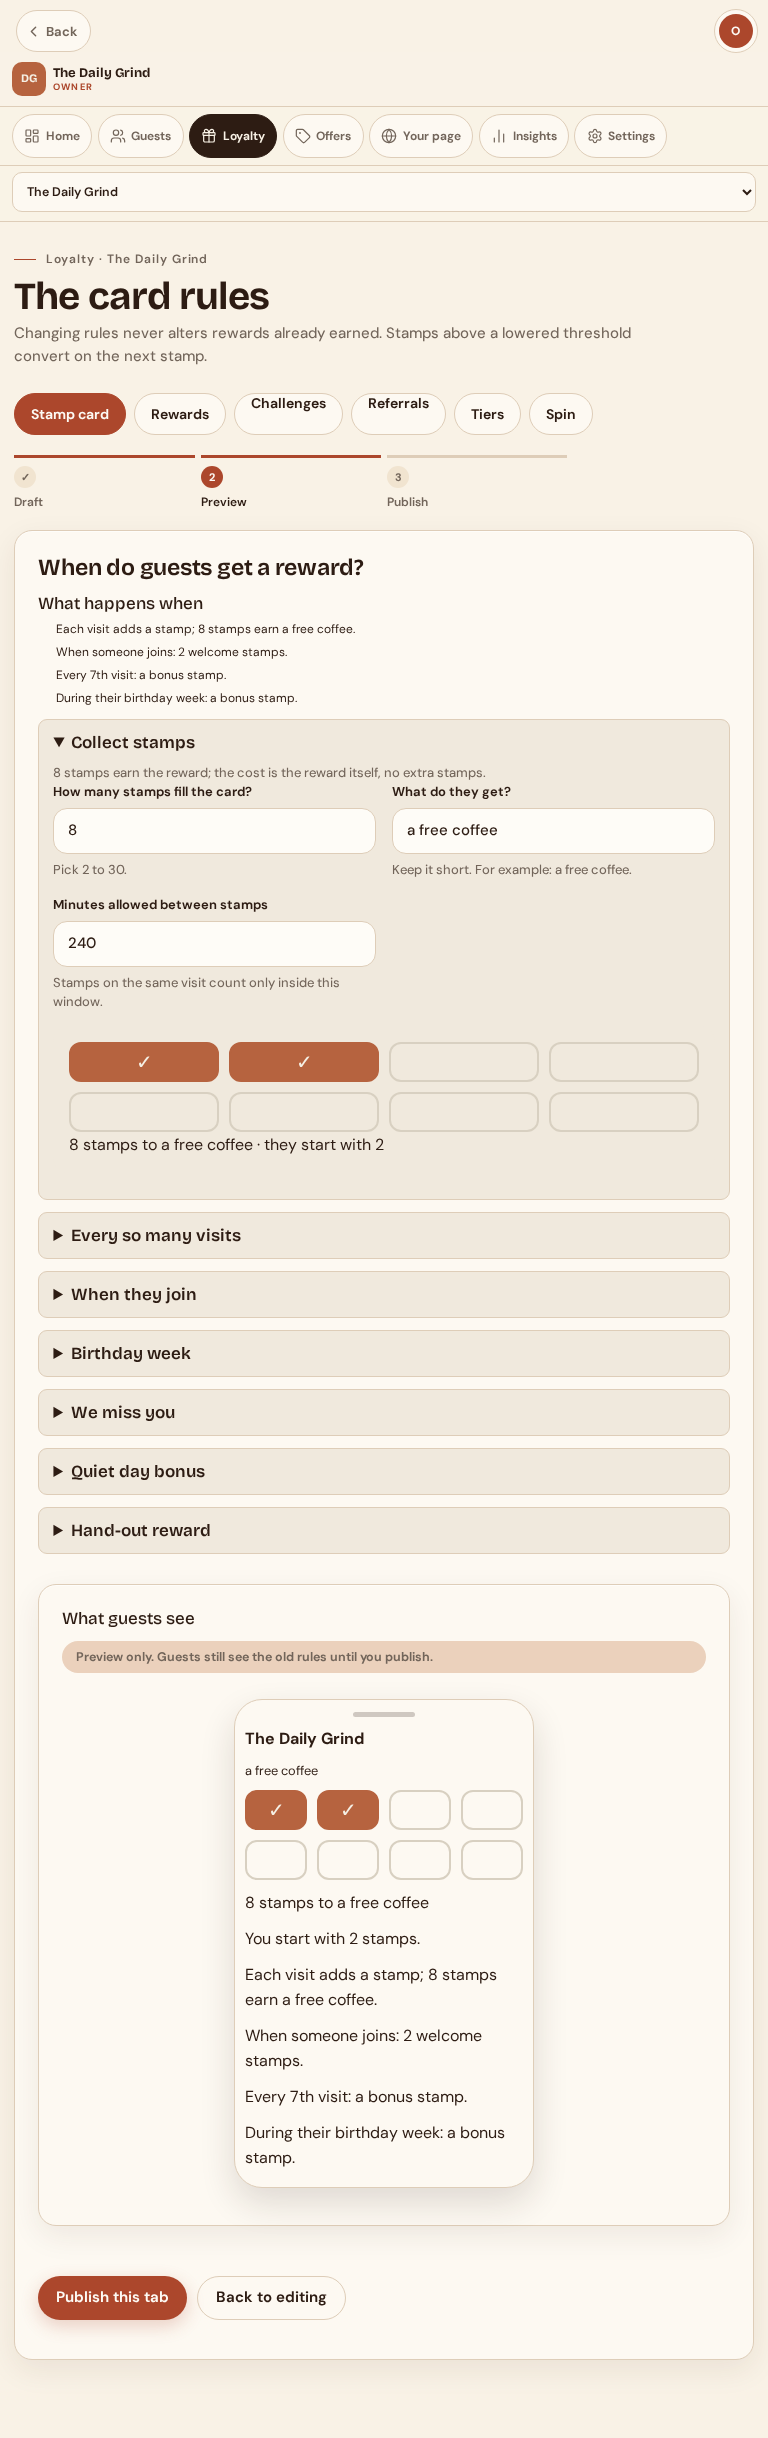 Back
O
DG
The Daily Grind
OWNER
Home
Guests
Loyalty
Offers
Your page
Insights
Settings
The Daily Grind
Loyalty · The Daily Grind
The card rules
Changing rules never alters rewards already earned. Stamps above a lowered threshold
convert on the next stamp.
Stamp card
Rewards
Challenges
Referrals
Tiers
Spin
✓
Draft
2
Preview
3
Publish
When do guests get a reward?
What happens when
Each visit adds a stamp; 8 stamps earn a free coffee.
When someone joins: 2 welcome stamps.
Every 7th visit: a bonus stamp.
During their birthday week: a bonus stamp.
Collect stamps
8 stamps earn the reward; the cost is the reward itself, no extra stamps.
How many stamps fill the card?
What do they get?
8
a free coffee
Pick 2 to 30.
Keep it short. For example: a free coffee.
Minutes allowed between stamps
240
Stamps on the same visit count only inside this
window.
✓ ✓
8 stamps to a free coffee · they start with 2
Every so many visits
When they join
Birthday week
We miss you
Quiet day bonus
Hand-out reward
What guests see
Preview only. Guests still see the old rules until you publish.
The Daily Grind
a free coffee
✓ ✓
8 stamps to a free coffee
You start with 2 stamps.
Each visit adds a stamp; 8 stamps
earn a free coffee.
When someone joins: 2 welcome
stamps.
Every 7th visit: a bonus stamp.
During their birthday week: a bonus
stamp.
Publish this tab
Back to editing